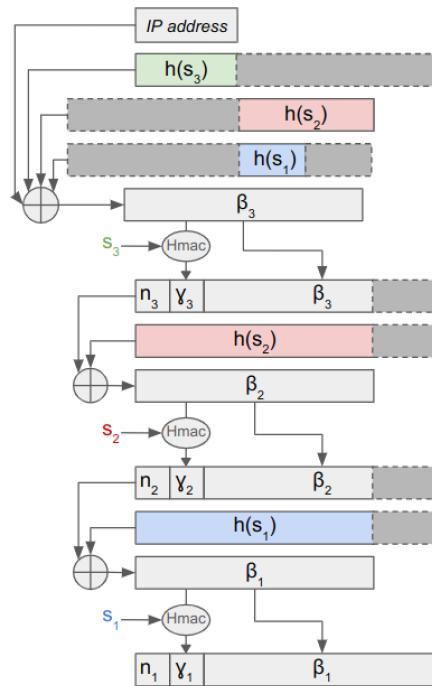 IP address
h(s₃)
h(s₂)
h(s₁)
β₃
s₃ Hmac
n₃ γ₃ β₃
h(s₂)
β₂
s₂ Hmac
n₂ γ₂ β₂
h(s₁)
β₁
s₁ Hmac
n₁ γ₁ β₁